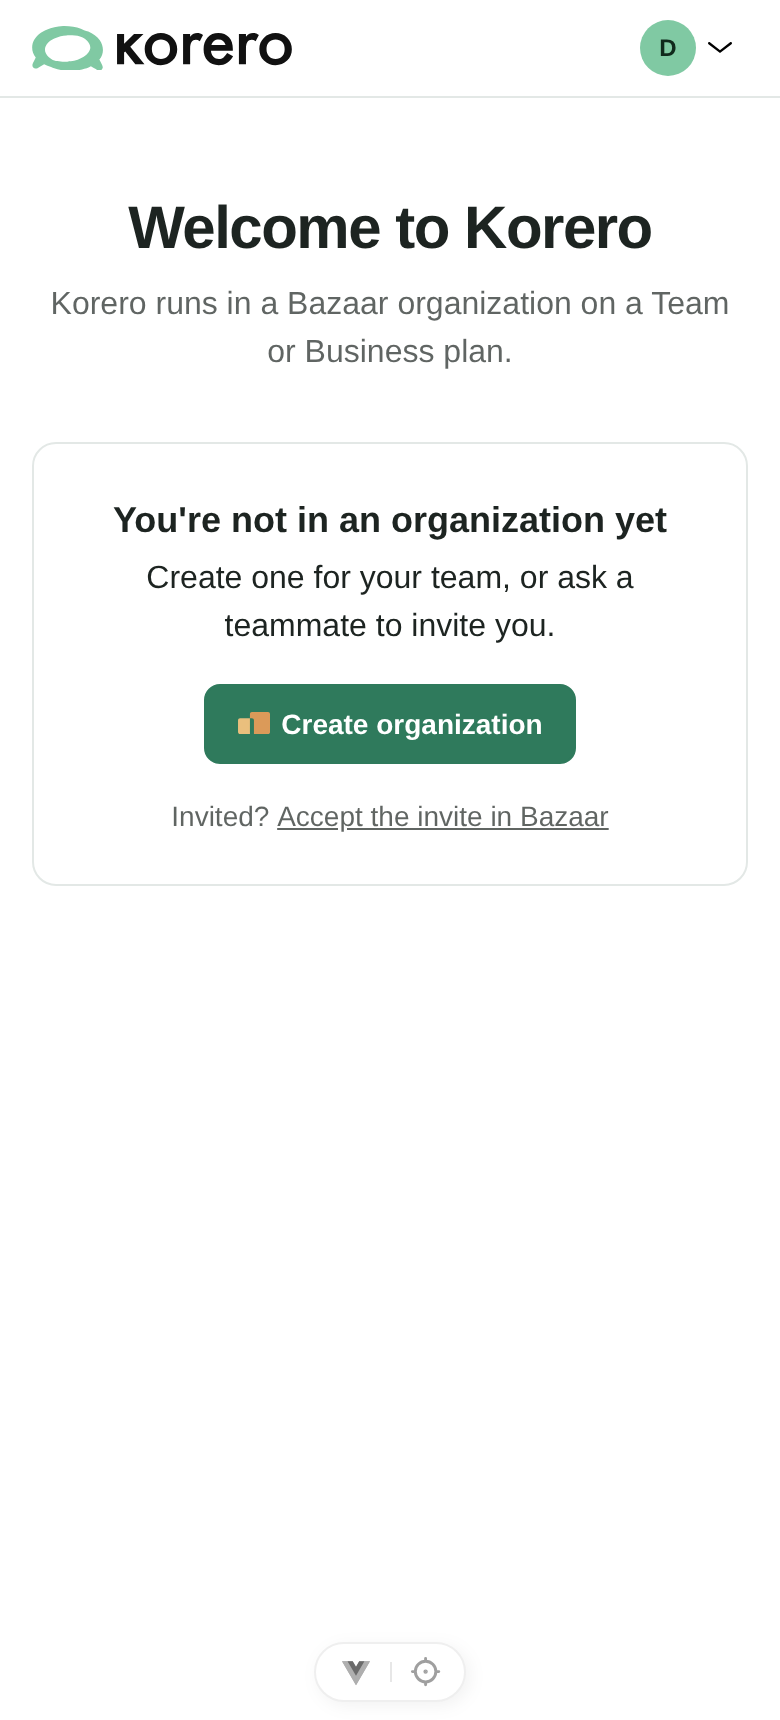 Korero
D
Welcome to Korero
Korero runs in a Bazaar organization on a Team
or Business plan.
You're not in an organization yet
Create one for your team, or ask a
teammate to invite you.
Create organization
Invited? Accept the invite in Bazaar